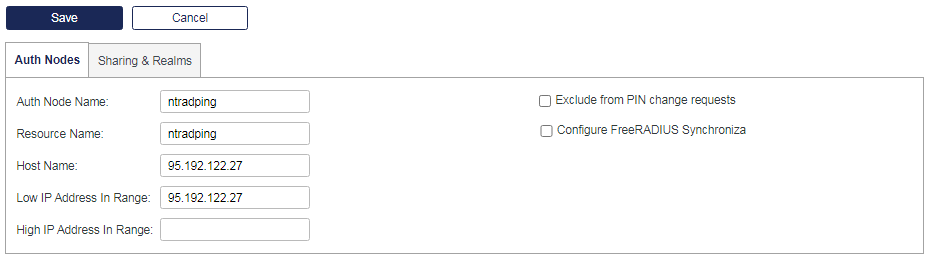 Save Cancel
Auth Nodes Sharing & Realms
Auth Node Name: ntradping Exclude from PIN change requests
Resource Name: ntradping Configure FreeRADIUS Synchroniza
Host Name: 95.192.122.27
Low IP Address In Range: 95.192.122.27
High IP Address In Range: